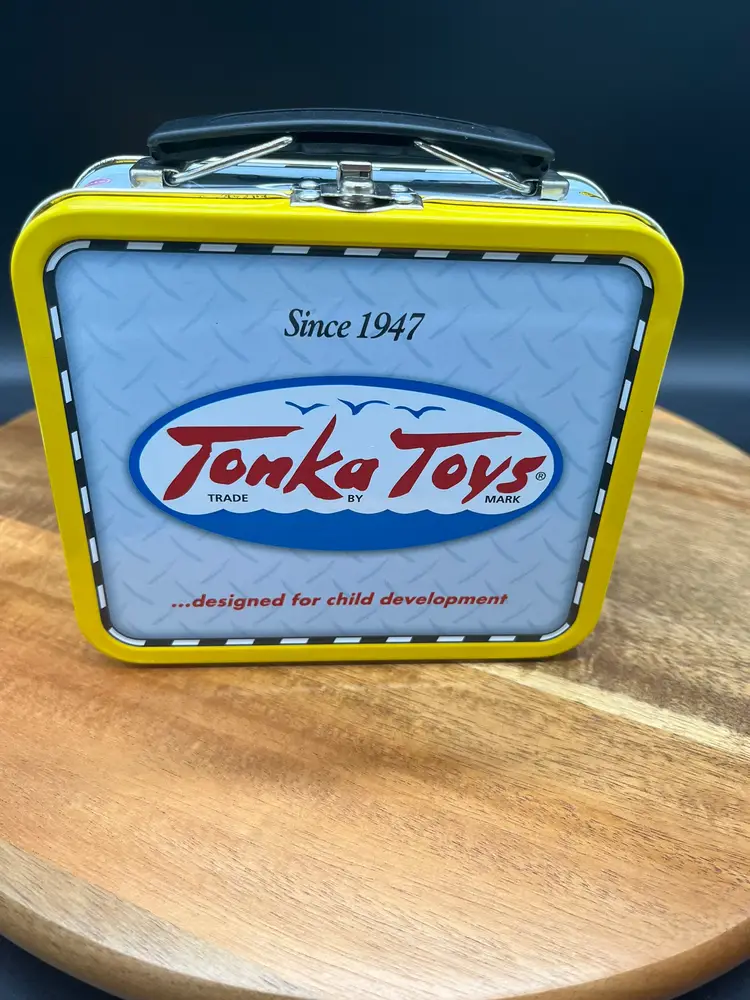 Since 1947
Tonka Toys®
TRADE BY MARK
...designed for child development